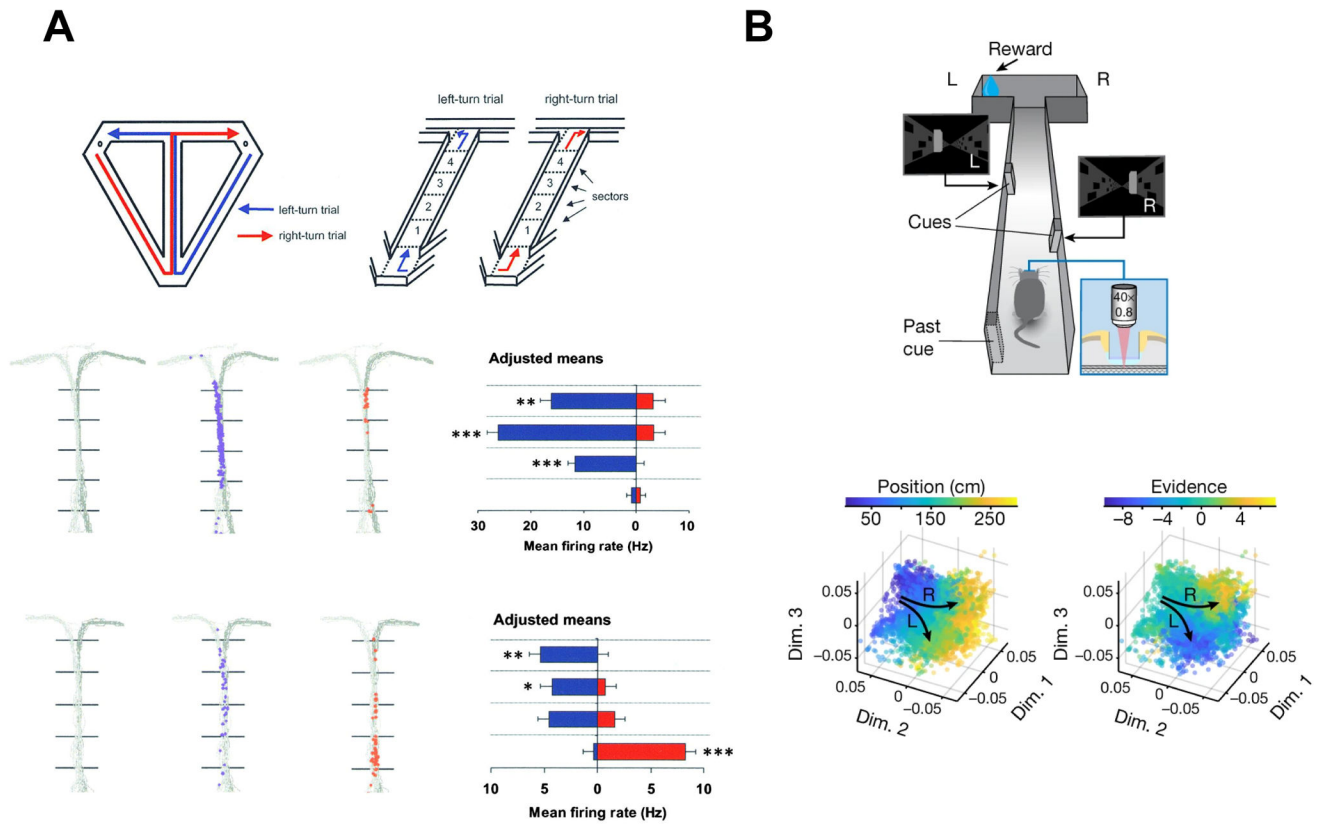 A
left-turn trial
right-turn trial
left-turn trial
right-turn trial
4
3
2
1
4
3
2
1
sectors
Adjusted means
**
***
***
30 20 10 0 10
Mean firing rate (Hz)
Adjusted means
**
*
***
10 5 0 5 10
Mean firing rate (Hz)
B
Reward
L
R
L
R
Cues
Past
cue
40×
0.8
Position (cm)
50 150 250
0.05
0
−0.05
Dim. 3
R
L
0.05
0
−0.05
Dim. 2
0.05
0
−0.05
Dim. 1
Evidence
−8 −4 0 4
0.05
0
−0.05
Dim. 3
R
L
0.05
0
−0.05
Dim. 2
0.05
0
−0.05
Dim. 1